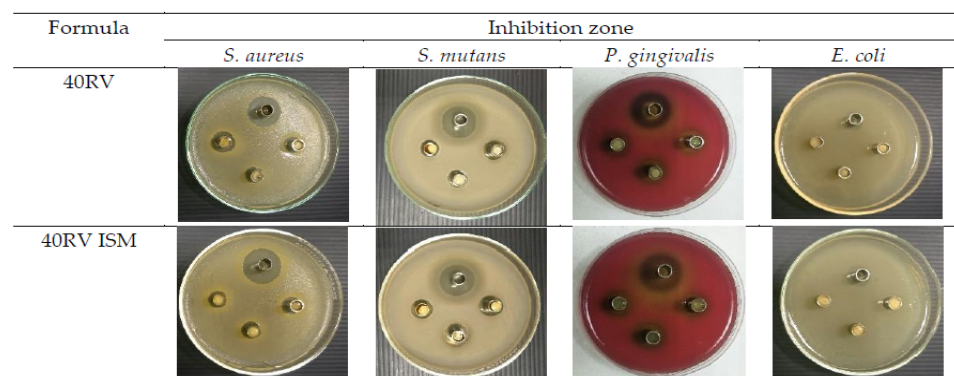 Formula Inhibition zone
S. aureus S. mutans P. gingivalis E. coli
40RV
40RV ISM